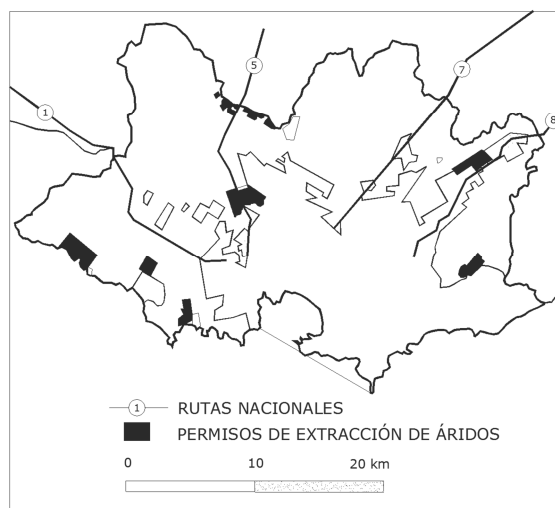 5
7
1
8
1 RUTAS NACIONALES
PERMISOS DE EXTRACCIÓN DE ÁRIDOS
0 10 20 km